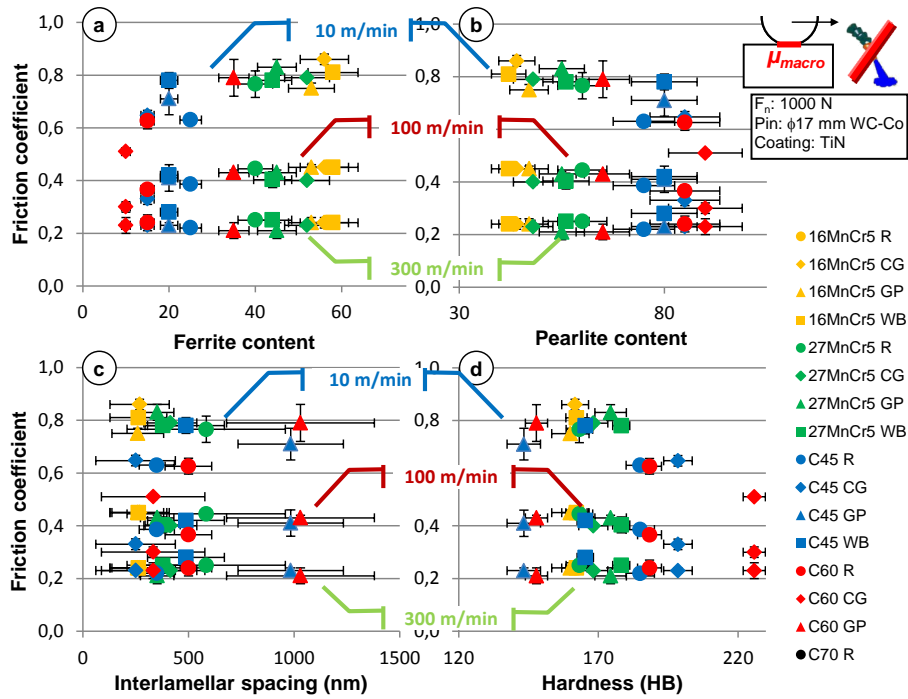 a
b
1,0
0,8
0,6
0,4
0,2
0,0
Friction coefficient
0
20
40
60
Ferrite content
10 m/min
100 m/min
300 m/min
1,0
0,8
0,6
0,4
0,2
0,0
30
80
Pearlite content
μmacro
Fn: 1000 N
Pin: ϕ17 mm WC-Co
Coating: TiN
c
d
1,0
0,8
0,6
0,4
0,2
0,0
Friction coefficient
0
500
1000
1500
Interlamellar spacing (nm)
10 m/min
100 m/min
300 m/min
1,0
0,8
0,6
0,4
0,2
0,0
120
170
220
Hardness (HB)
16MnCr5 R
16MnCr5 CG
16MnCr5 GP
16MnCr5 WB
27MnCr5 R
27MnCr5 CG
27MnCr5 GP
27MnCr5 WB
C45 R
C45 CG
C45 GP
C45 WB
C60 R
C60 CG
C60 GP
C70 R